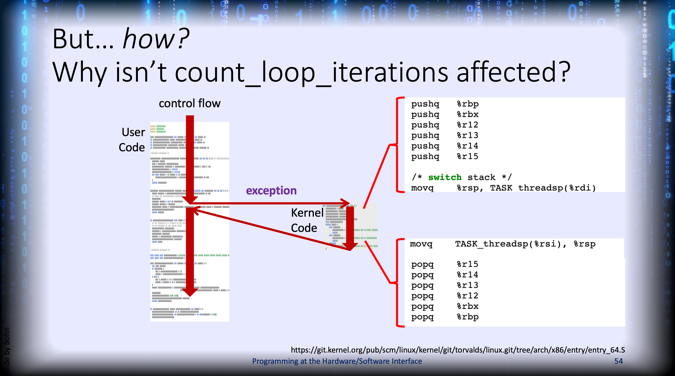 But... how?
Why isn't count_loop_iterations affected?
control flow
User
Code
exception
Kernel
Code
pushq %rbp
pushq %rbx
pushq %r12
pushq %r13
pushq %r14
pushq %r15
/* switch stack */
movq %rsp, TASK_threadsp(%rdi)
movq TASK_threadsp(%rsi), %rsp
popq %r15
popq %r14
popq %r13
popq %r12
popq %rbx
popq %rbp
https://git.kernel.org/pub/scm/linux/kernel/git/torvalds/linux.git/tree/arch/x86/entry/entry_64.S
Programming at the Hardware/Software Interface
54